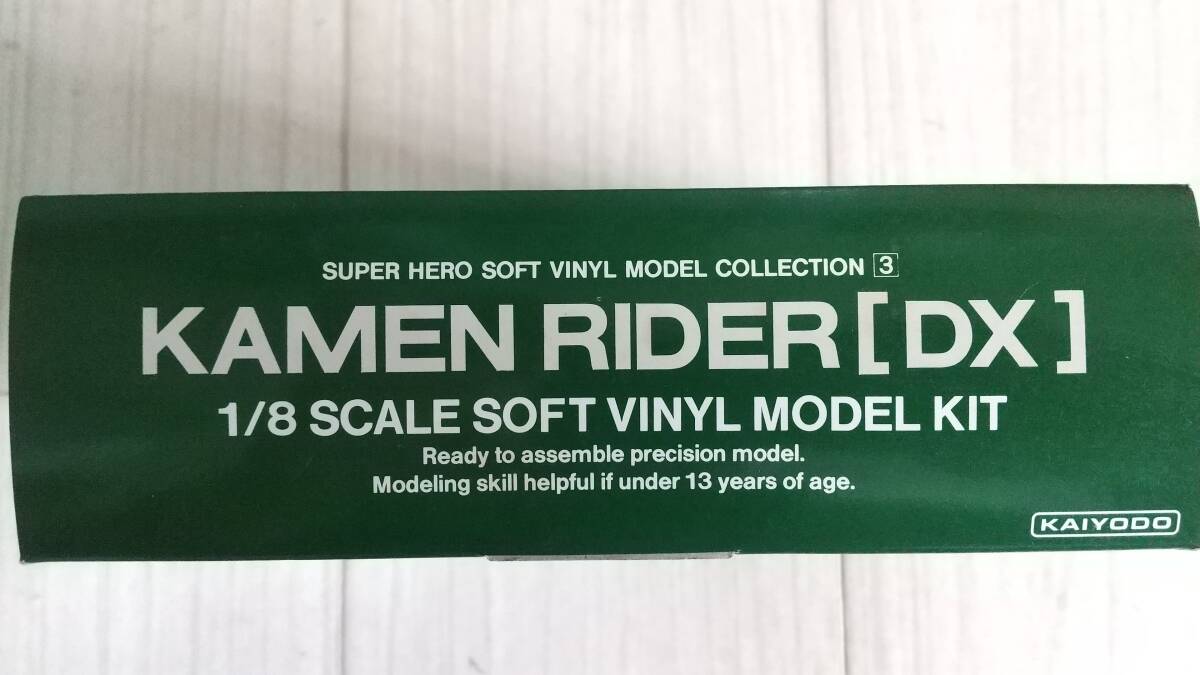 SUPER HERO SOFT VINYL MODEL COLLECTION 3
KAMEN RIDER [DX]
1/8 SCALE SOFT VINYL MODEL KIT
Ready to assemble precision model.
Modeling skill helpful if under 13 years of age.
KAIYODO